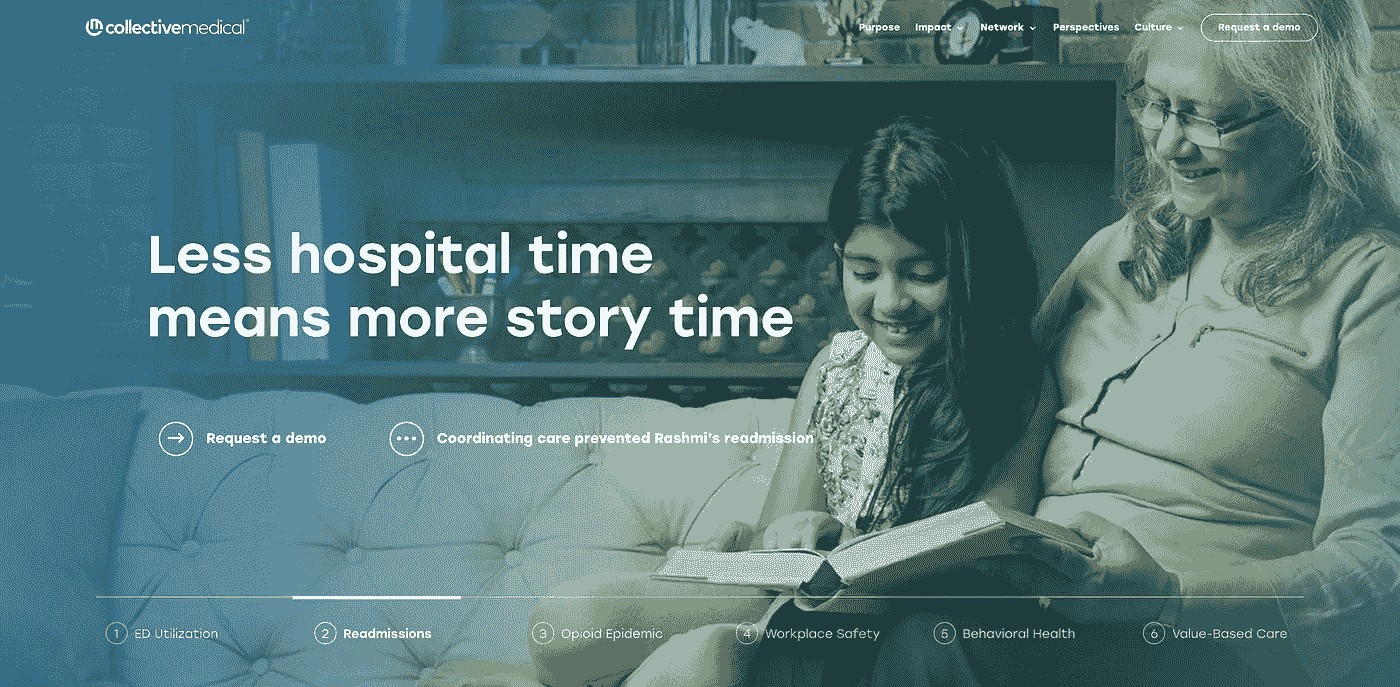 collectivemedical
Purpose Impact Network Perspectives Culture Request a demo
Less hospital time
means more story time
Request a demo Coordinating care prevented Rashmi's readmission
1 ED Utilization 2 Readmissions 3 Opioid Epidemic 4 Workplace Safety 5 Behavioral Health 6 Value-Based Care